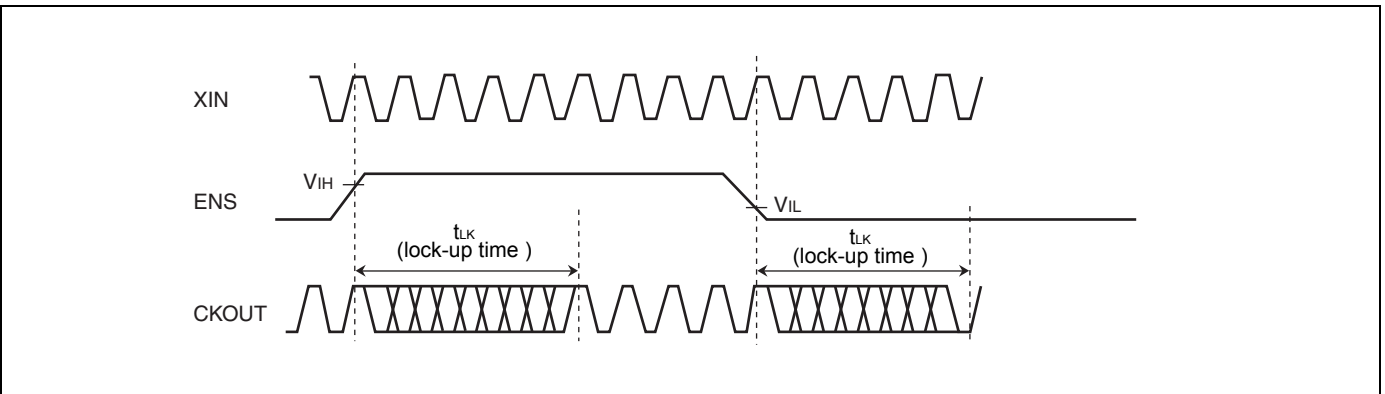 XIN
VIH
ENS
VIL
tLK
(lock-up time )
tLK
(lock-up time )
CKOUT